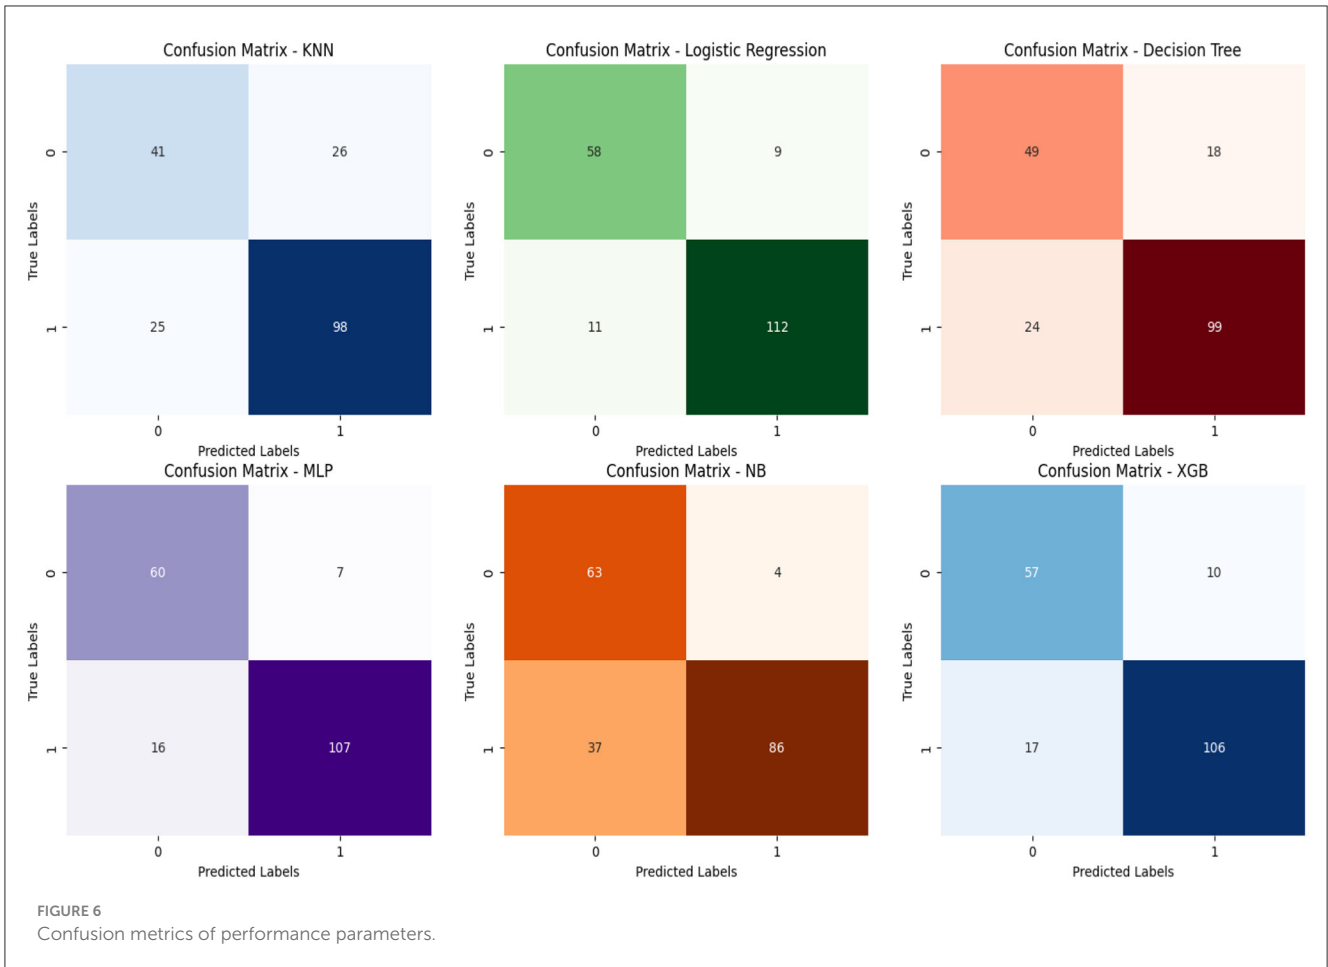 Confusion Matrix - KNN
Confusion Matrix - Logistic Regression
Confusion Matrix - Decision Tree
0
41
26
True Labels
1
25
98
0
1
Predicted Labels
0
58
9
True Labels
1
11
112
0
1
Predicted Labels
0
49
18
True Labels
1
24
99
0
1
Predicted Labels
Confusion Matrix - MLP
Confusion Matrix - NB
Confusion Matrix - XGB
0
60
7
True Labels
1
16
107
0
1
Predicted Labels
0
63
4
True Labels
1
37
86
0
1
Predicted Labels
0
57
10
True Labels
1
17
106
0
1
Predicted Labels
FIGURE 6
Confusion metrics of performance parameters.